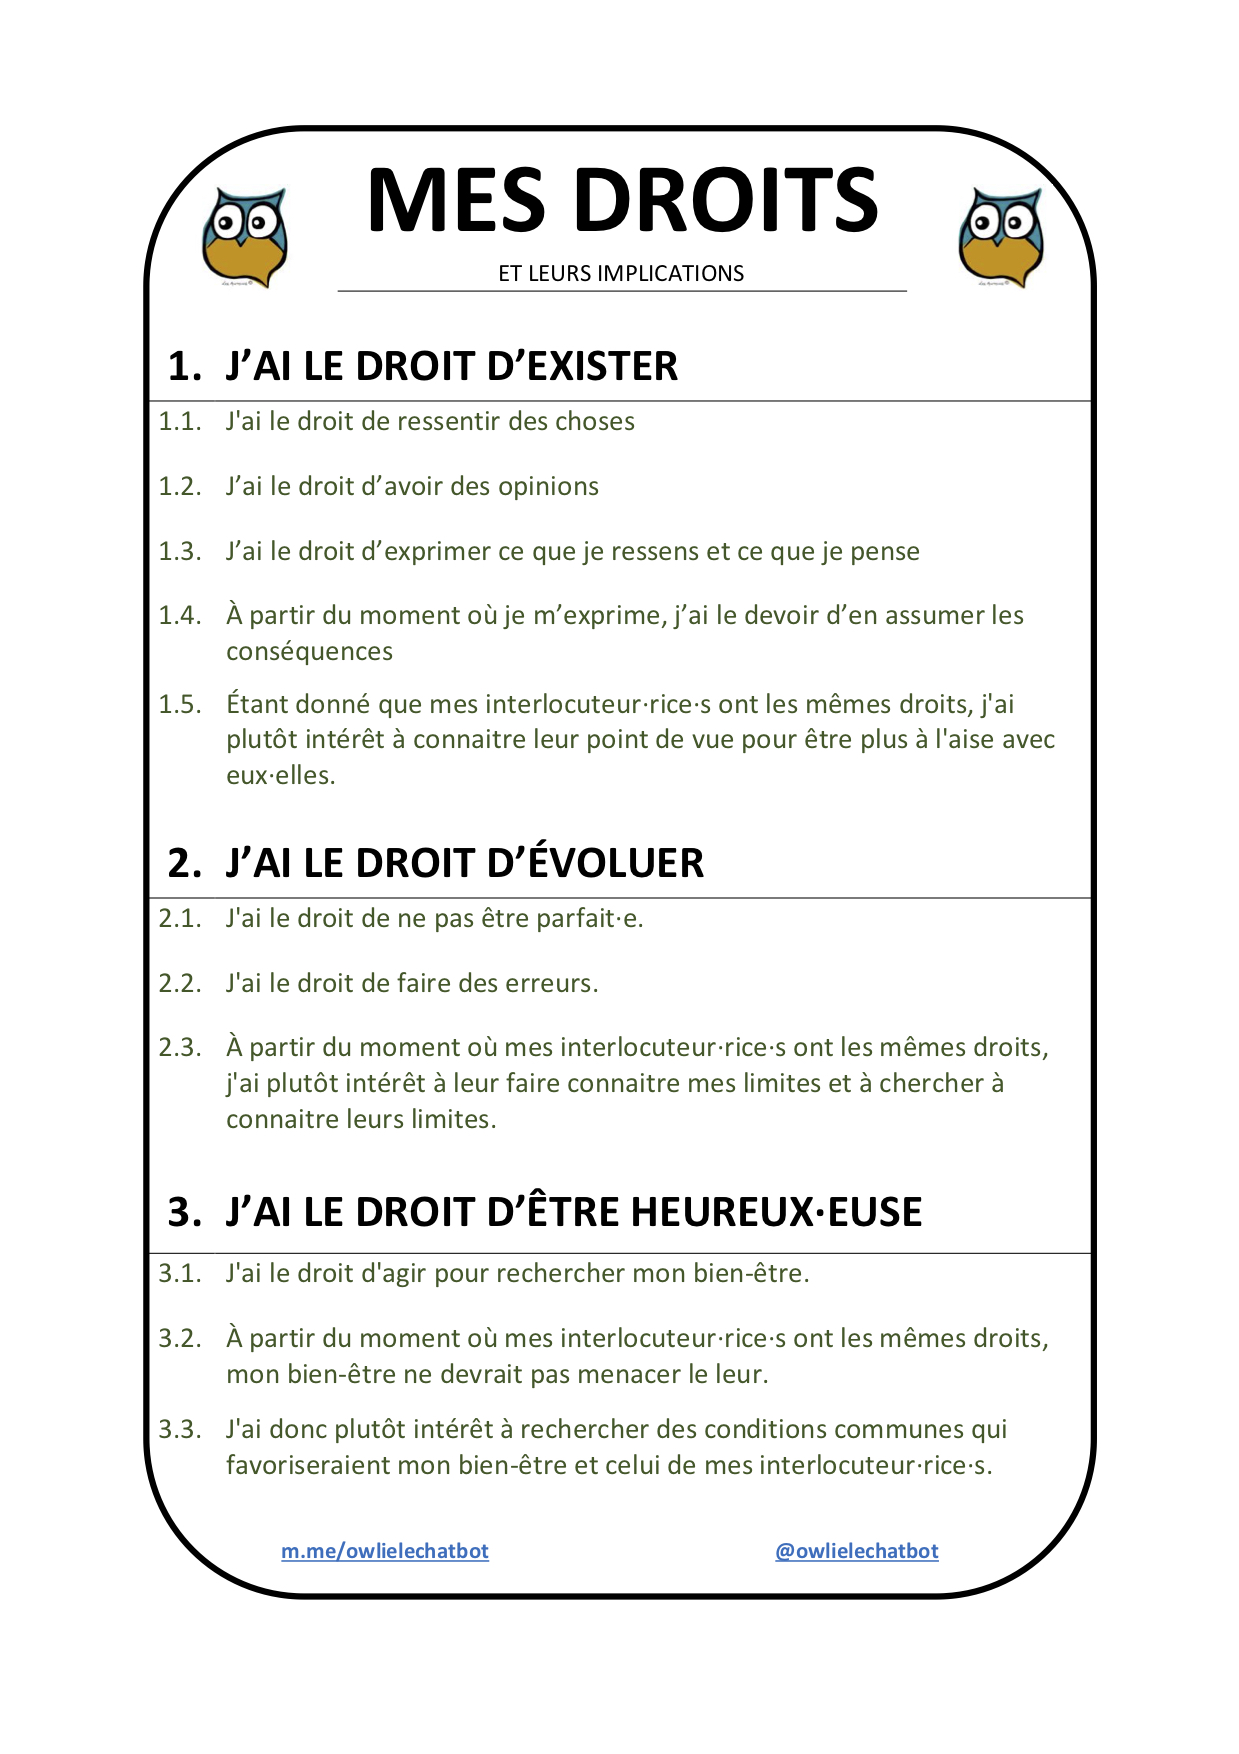 MES DROITS
ET LEURS IMPLICATIONS
1. J’AI LE DROIT D’EXISTER
1.1. J'ai le droit de ressentir des choses
1.2. J’ai le droit d’avoir des opinions
1.3. J’ai le droit d’exprimer ce que je ressens et ce que je pense
1.4. À partir du moment où je m’exprime, j’ai le devoir d’en assumer les
conséquences
1.5. Étant donné que mes interlocuteur·rice·s ont les mêmes droits, j'ai
plutôt intérêt à connaitre leur point de vue pour être plus à l'aise avec
eux·elles.
2. J’AI LE DROIT D’ÉVOLUER
2.1. J'ai le droit de ne pas être parfait·e.
2.2. J'ai le droit de faire des erreurs.
2.3. À partir du moment où mes interlocuteur·rice·s ont les mêmes droits,
j'ai plutôt intérêt à leur faire connaitre mes limites et à chercher à
connaitre leurs limites.
3. J’AI LE DROIT D’ÊTRE HEUREUX·EUSE
3.1. J'ai le droit d'agir pour rechercher mon bien-être.
3.2. À partir du moment où mes interlocuteur·rice·s ont les mêmes droits,
mon bien-être ne devrait pas menacer le leur.
3.3. J'ai donc plutôt intérêt à rechercher des conditions communes qui
favoriseraient mon bien-être et celui de mes interlocuteur·rice·s.
m.me/owlielechatbot
@owlielechatbot